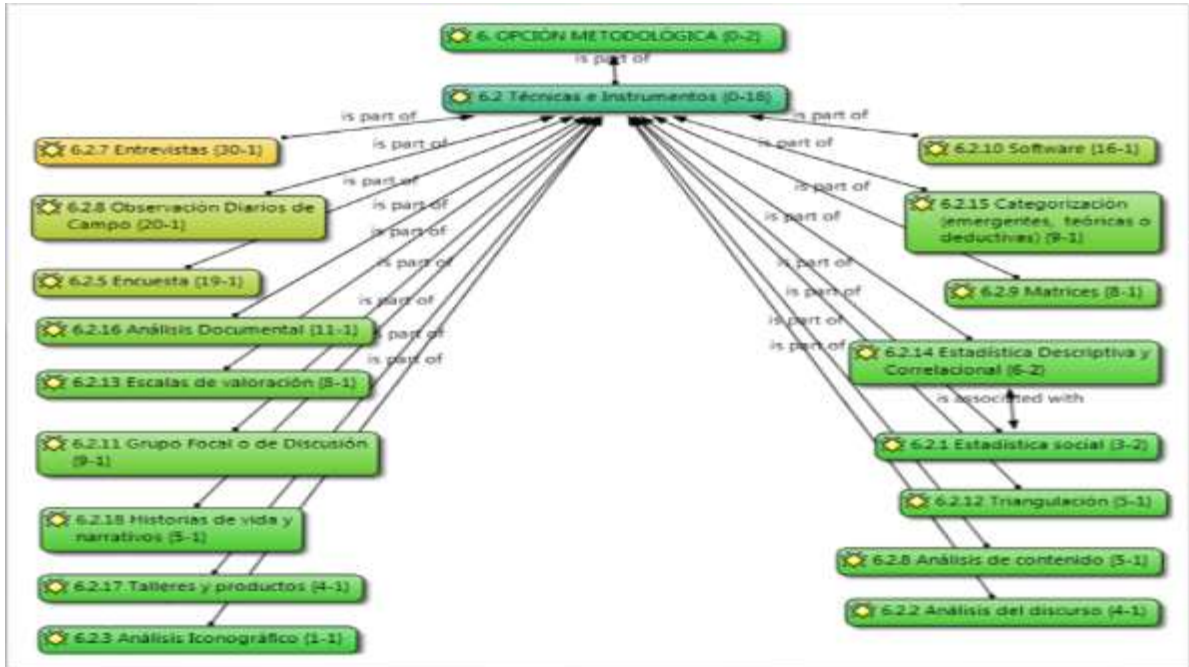 6. OPCIÓN METODOLÓGICA (0-2)
is part of
6.2 Técnicas e Instrumentos (0-18)
is part of
is part of
6.2.7 Entrevistas (30-1)
6.2.10 Software (16-1)
is part of
is part of
is part of
is part of
6.2.8 Observación Diarios de
Campo (20-1)
6.2.15 Categorización
(emergentes, teóricas o
deductivas) (9-1)
is part of
is part of
is part of
is part of
is part of
6.2.5 Encuesta (19-1)
6.2.9 Matrices (8-1)
is part of
is part of
is part of
is part of
is part of
is part of
is part of
6.2.16 Análisis Documental (11-1)
6.2.14 Estadística Descriptiva y
Correlacional (6-2)
6.2.13 Escalas de valoración (8-1)
is associated with
6.2.11 Grupo Focal o de Discusión
(9-1)
6.2.1 Estadística social (3-2)
6.2.12 Triangulación (5-1)
6.2.18 Historias de vida y
narrativos (5-1)
6.2.8 Análisis de contenido (5-1)
6.2.17 Talleres y productos (4-1)
6.2.2 Análisis del discurso (4-1)
6.2.3 Análisis Iconográfico (1-1)